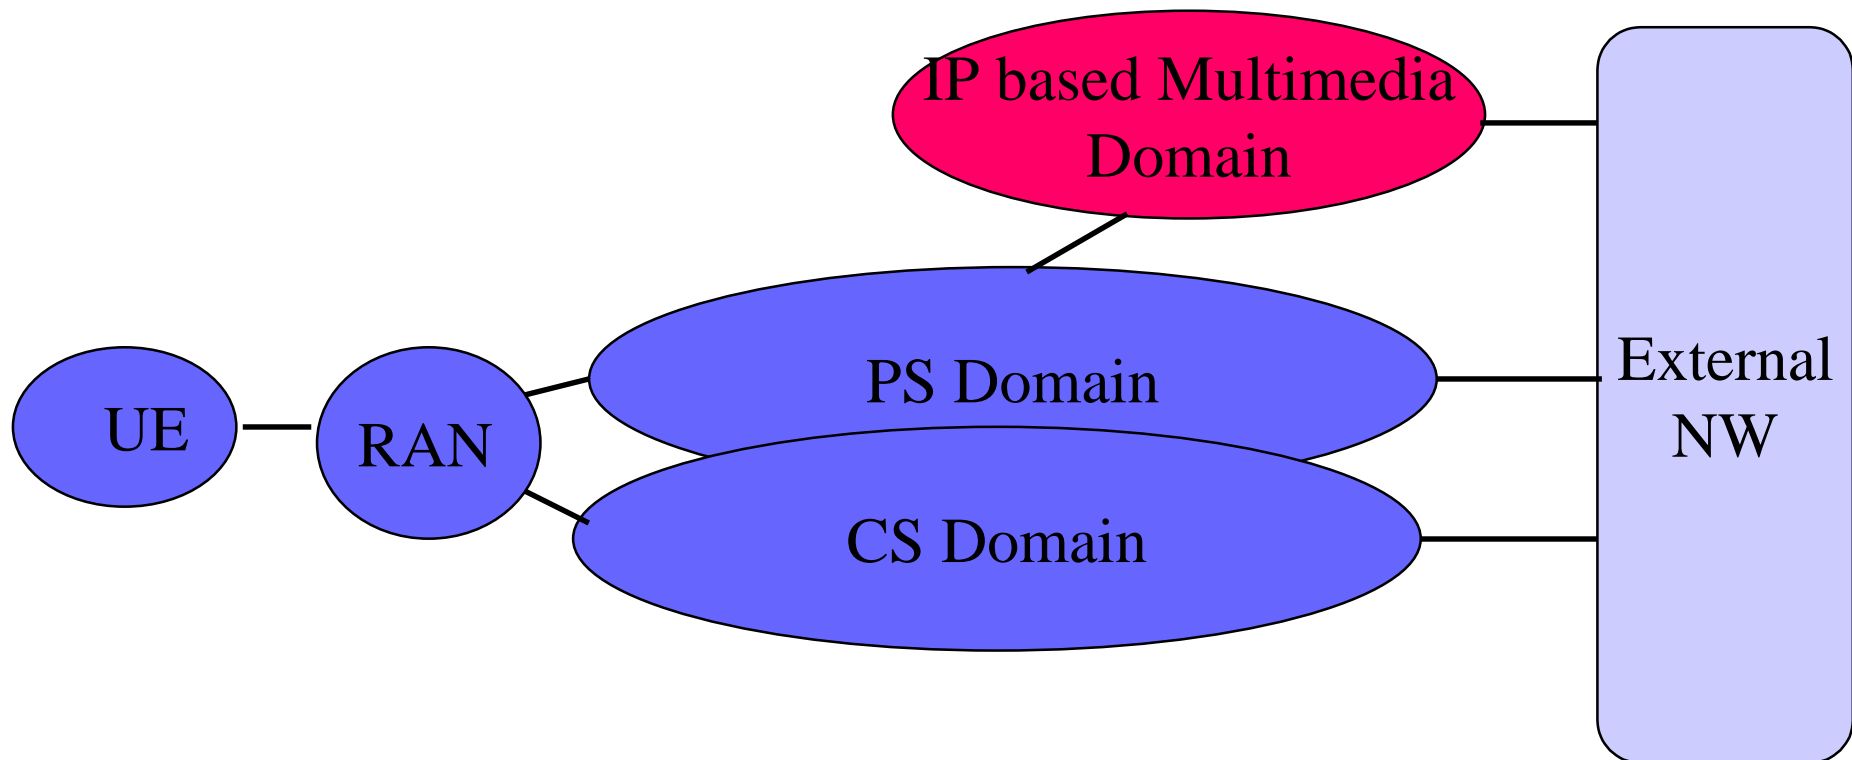 IP based Multimedia
Domain
PS Domain
External
NW
UE
RAN
CS Domain